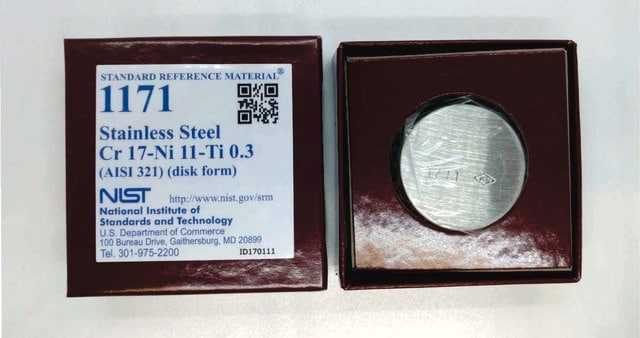 STANDARD REFERENCE MATERIAL®
1171
Stainless Steel
Cr 17-Ni 11-Ti 0.3
(AISI 321) (disk form)
NIST http://www.nist.gov/srm
National Institute of
Standards and Technology
U.S. Department of Commerce
100 Bureau Drive, Gaithersburg, MD 20899
Tel. 301-975-2200 ID170111
1171